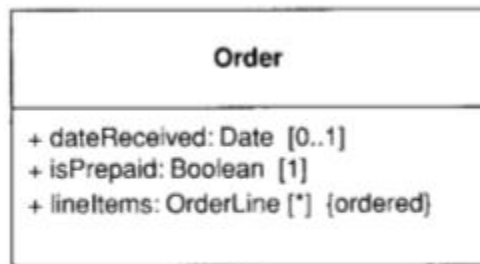 Order
+ dateReceived: Date [0..1]
+ isPrepaid: Boolean [1]
+ lineItems: OrderLine [*] {ordered}